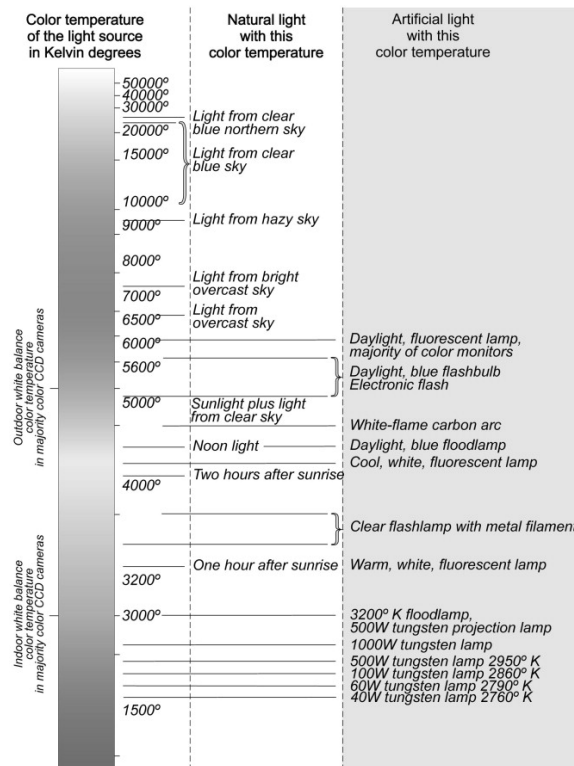 Color temperature
of the light source
in Kelvin degrees
Natural light
with this
color temperature
Artificial light
with this
color temperature
50000º
40000º
30000º
20000º
15000º
10000º
9000º
8000º
7000º
6500º
6000º
5600º
5000º
4000º
3200º
3000º
1500º
Outdoor white balance
color temperature
in majority color CCD cameras
Indoor white balance
color temperature
in majority color CCD cameras
Light from clear
blue northern sky
Light from clear
blue sky
Light from hazy sky
Light from bright
overcast sky
Light from
overcast sky
Sunlight plus light
from clear sky
Noon light
Two hours after sunrise
One hour after sunrise
Daylight, fluorescent lamp,
majority of color monitors
Daylight, blue flashbulb
Electronic flash
White-flame carbon arc
Daylight, blue floodlamp
Cool, white, fluorescent lamp
Clear flashlamp with metal filament
Warm, white, fluorescent lamp
3200º K floodlamp,
500W tungsten projection lamp
1000W tungsten lamp
500W tungsten lamp 2950º K
100W tungsten lamp 2860º K
60W tungsten lamp 2790º K
40W tungsten lamp 2760º K